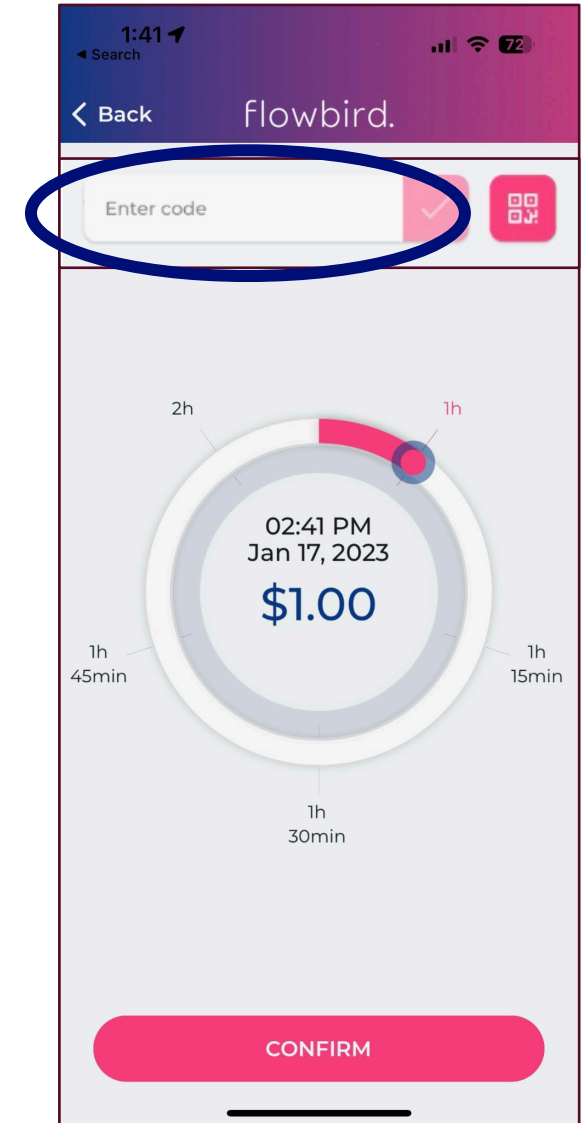 1:41
72
◀ Search
Back
flowbird.
Enter code
2h
1h
02:41 PM
Jan 17, 2023
$1.00
1h
45min
1h
15min
1h
30min
CONFIRM